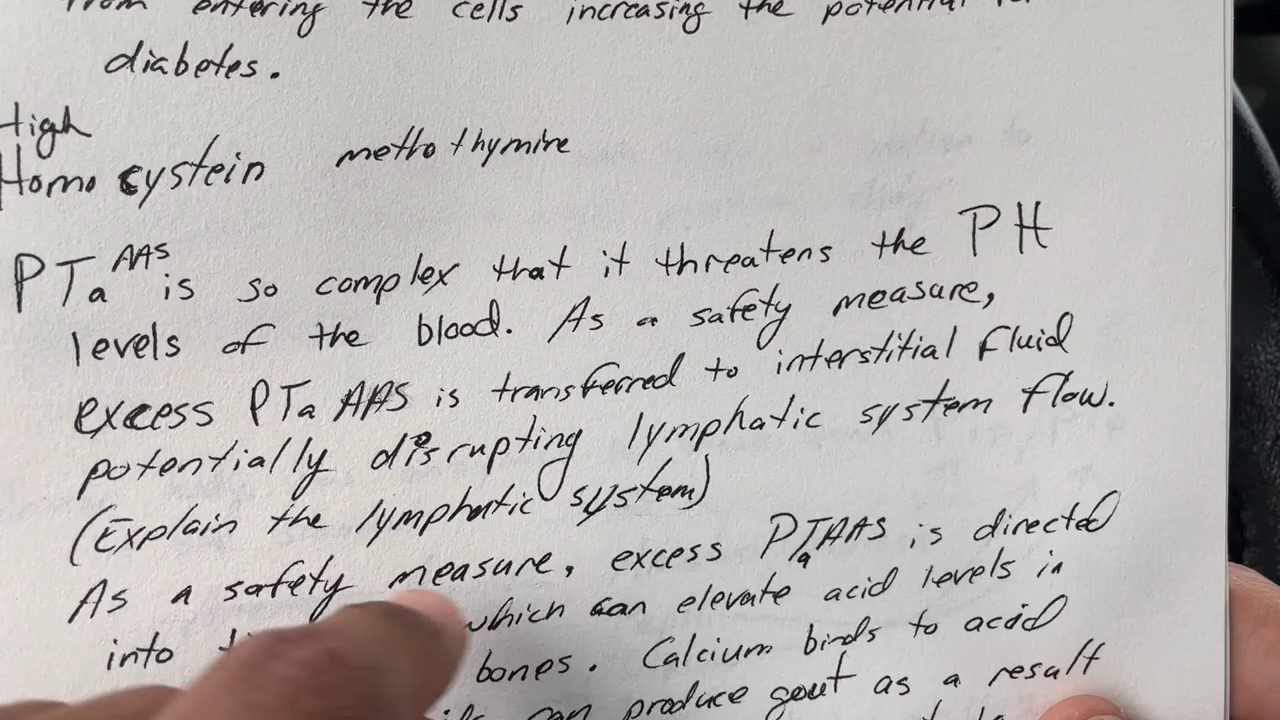 from entering the cells increasing the potential
diabetes.
High
Homo cystein metho thymine
PTa AAS is so complex that it threatens the PH
levels of the blood. As a safety measure,
excess PTa AAS is transferred to interstitial fluid
potentially disrupting lymphatic system flow.
(Explain the lymphatic system)
As a safety measure, excess PTaAAS is directed
into which can elevate acid levels in
bones. Calcium binds to acid
can produce gout as a result